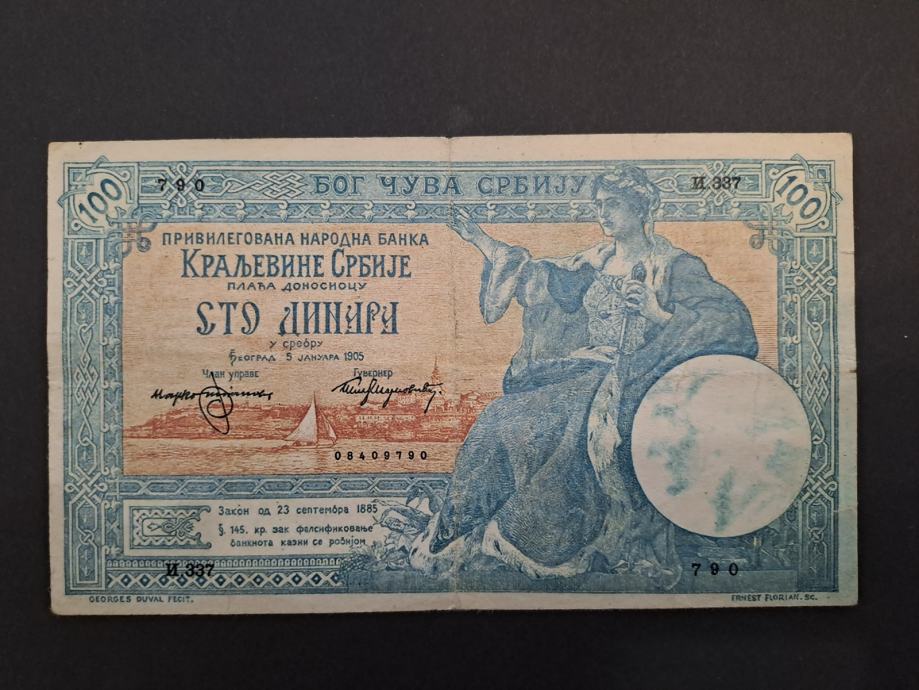 100
790
БОГ ЧУВА СРБИЈУ
И.337
100
ПРИВИЛЕГОВАНА НАРОДНА БАНКА
КРАЉЕВИНЕ СРБИЈЕ
ПЛАЋА ДОНОСИОЦУ
СТО ДИНАРА
у сребру
БЕОГРАД 5 ЈАНУАРА 1905
Члан управе
Гувернер
08409790
Закон од 23 септембра 1885
§. 145. кр. зак фалсификовање
банкнота казни се робијом
И.337
790
GEORGES DUVAL FECIT.
ERNEST FLORIAN. SC.